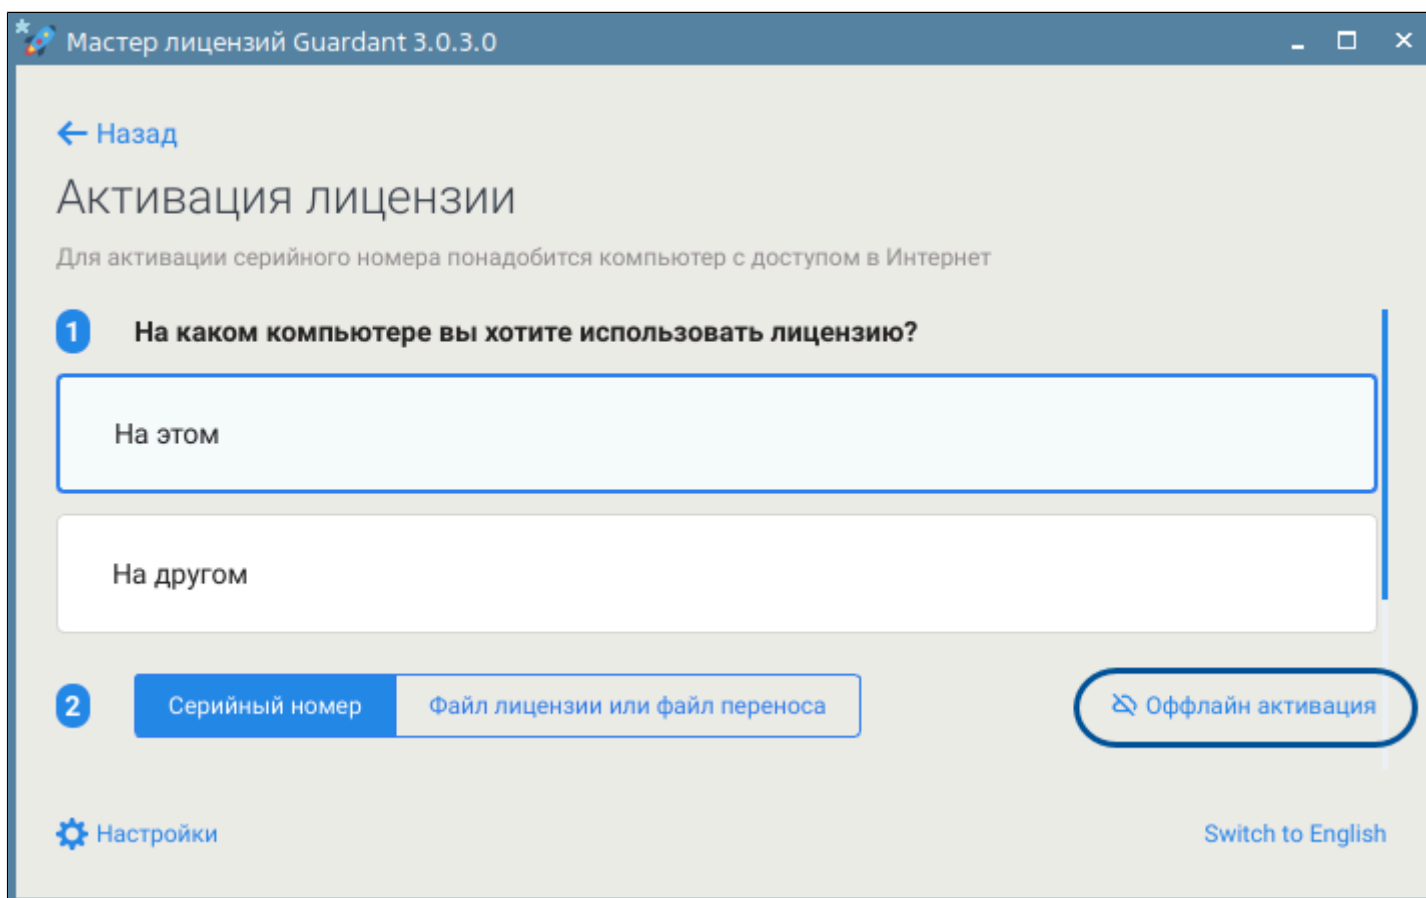 Мастер лицензий Guardant 3.0.3.0
Назад
Активация лицензии
Для активации серийного номера понадобится компьютер с доступом в Интернет
1 На каком компьютере вы хотите использовать лицензию?
На этом
На другом
2 Серийный номер Файл лицензии или файл переноса Оффлайн активация
Настройки Switch to English